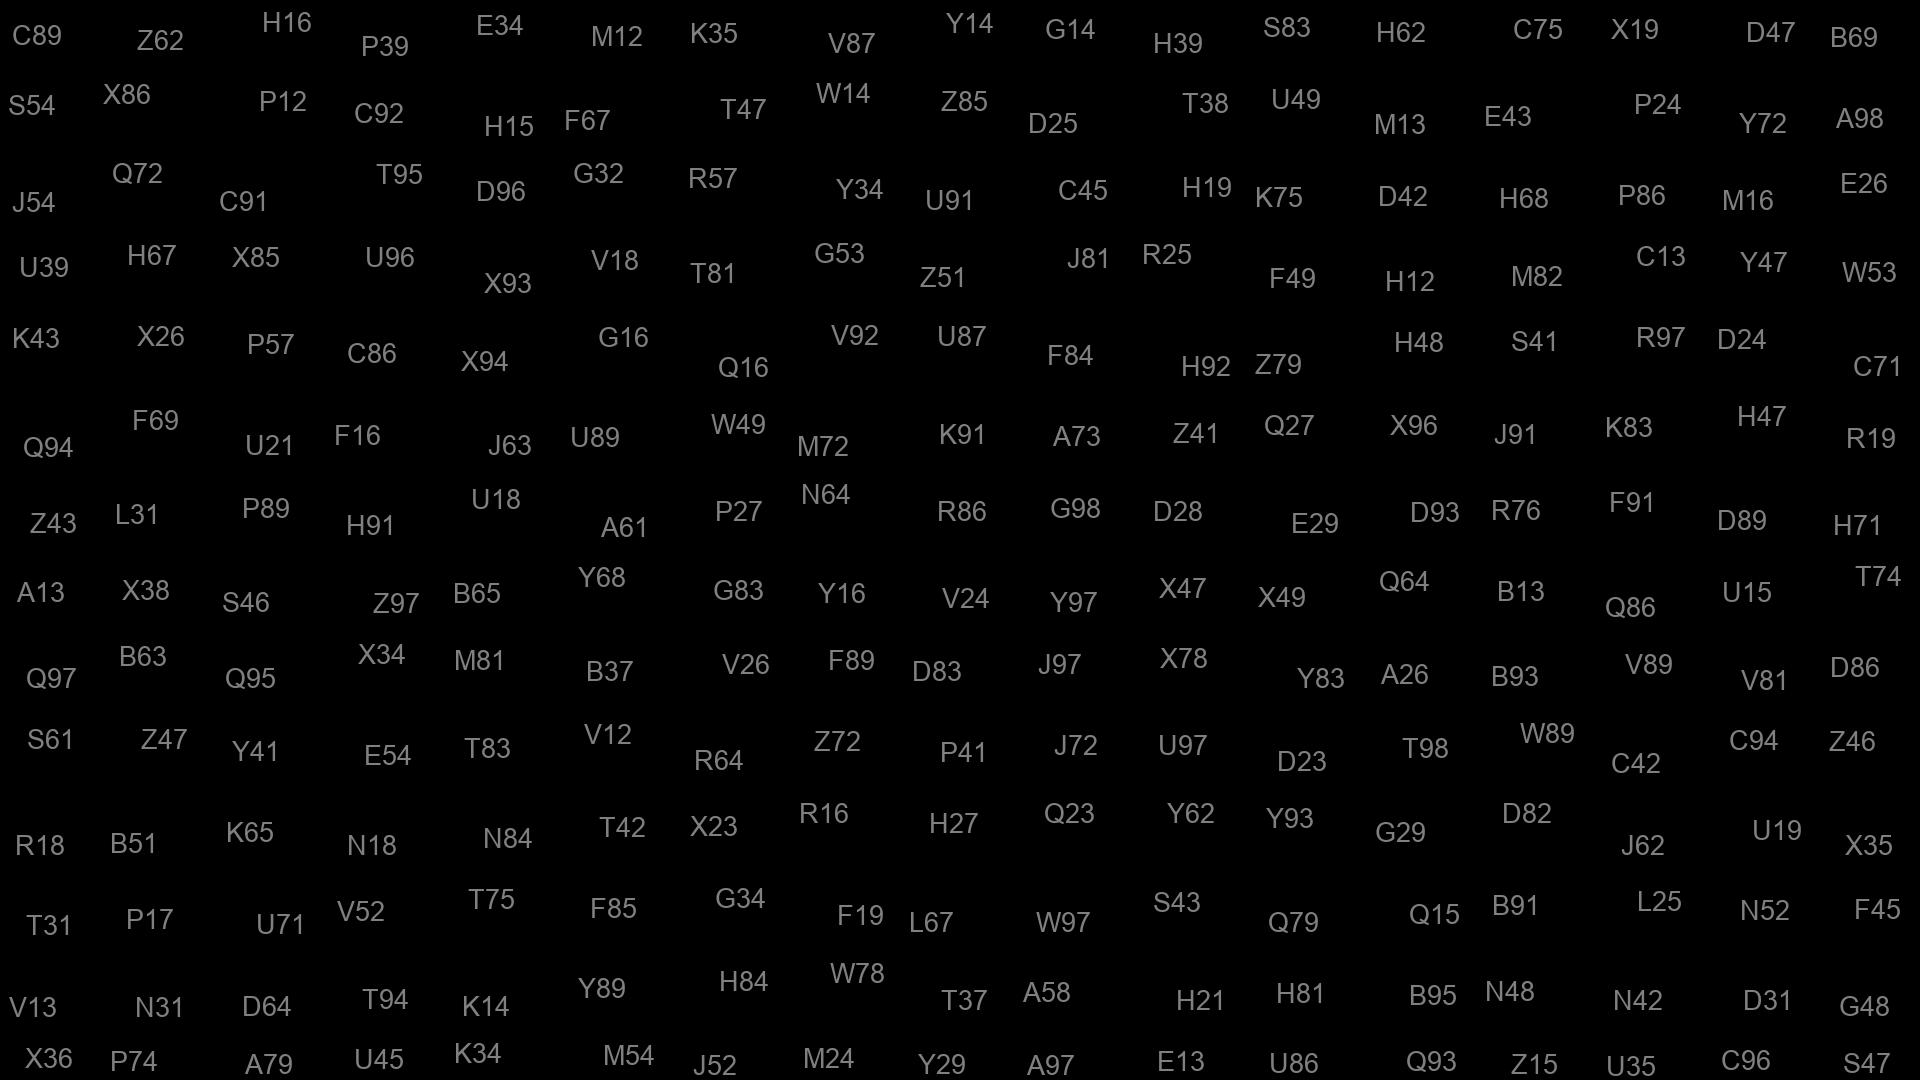 C89 Z62 H16 P39 E34 M12 K35 V87 Y14 G14 H39 S83 H62 C75 X19 D47 B69
S54 X86 P12 C92 H15 F67 T47 W14 Z85 D25 T38 U49 M13 E43 P24 Y72 A98
J54 Q72 C91 T95 D96 G32 R57 Y34 U91 C45 H19 K75 D42 H68 P86 M16 E26
U39 H67 X85 U96 X93 V18 T81 G53 Z51 J81 R25 F49 H12 M82 C13 Y47 W53
K43 X26 P57 C86 X94 G16 Q16 V92 U87 F84 H92 Z79 H48 S41 R97 D24 C71
Q94 F69 U21 F16 J63 U89 W49 M72 K91 A73 Z41 Q27 X96 J91 K83 H47 R19
Z43 L31 P89 H91 U18 A61 P27 N64 R86 G98 D28 E29 D93 R76 F91 D89 H71
A13 X38 S46 Z97 B65 Y68 G83 Y16 V24 Y97 X47 X49 Q64 B13 Q86 U15 T74
Q97 B63 Q95 X34 M81 B37 V26 F89 D83 J97 X78 Y83 A26 B93 V89 V81 D86
S61 Z47 Y41 E54 T83 V12 R64 Z72 P41 J72 U97 D23 T98 W89 C42 C94 Z46
R18 B51 K65 N18 N84 T42 X23 R16 H27 Q23 Y62 Y93 G29 D82 J62 U19 X35
T31 P17 U71 V52 T75 F85 G34 F19 L67 W97 S43 Q79 Q15 B91 L25 N52 F45
V13 N31 D64 T94 K14 Y89 H84 W78 T37 A58 H21 H81 B95 N48 N42 D31 G48
X36 P74 A79 U45 K34 M54 J52 M24 Y29 A97 E13 U86 Q93 Z15 U35 C96 S47